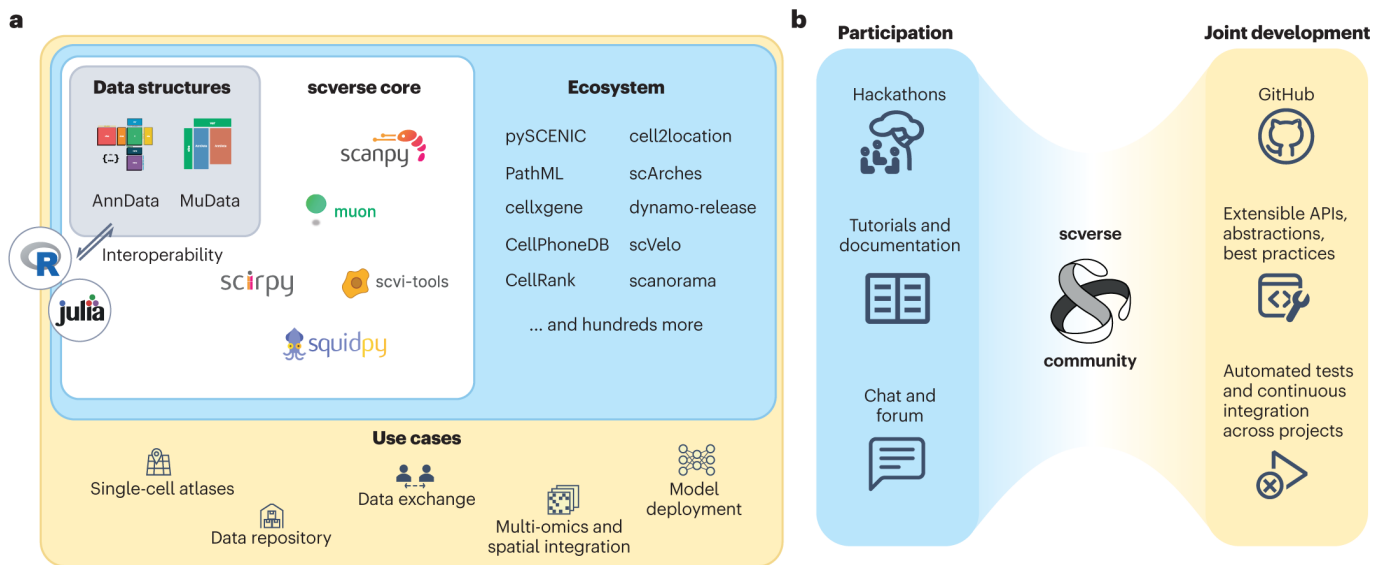 a
Data structures
AnnData
MuData
scverse core
scanpy
muon
scirpy
scvi-tools
squidpy
R
julia
Interoperability
Ecosystem
pySCENIC
cell2location
PathML
scArches
cellxgene
dynamo-release
CellPhoneDB
scVelo
CellRank
scanorama
... and hundreds more
Use cases
Single-cell atlases
Data repository
Data exchange
Multi-omics and
spatial integration
Model
deployment
b
Participation
Hackathons
Tutorials and
documentation
Chat and
forum
scverse
community
Joint development
GitHub
Extensible APIs,
abstractions,
best practices
Automated tests
and continuous
integration
across projects